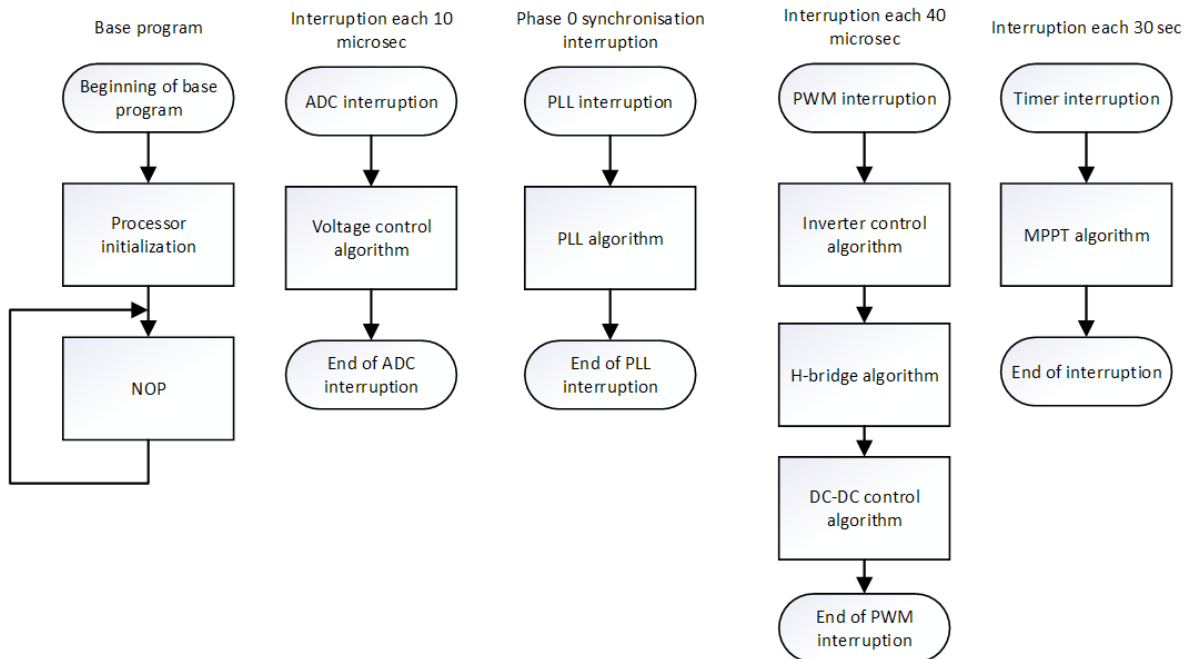 Base program
Beginning of base
program
Processor
initialization
NOP
Interruption each 10
microsec
ADC interruption
Voltage control
algorithm
End of ADC
interruption
Phase 0 synchronisation
interruption
PLL interruption
PLL algorithm
End of PLL
interruption
Interruption each 40
microsec
PWM interruption
Inverter control
algorithm
H-bridge algorithm
DC-DC control
algorithm
End of PWM
interruption
Interruption each 30 sec
Timer interruption
MPPT algorithm
End of interruption